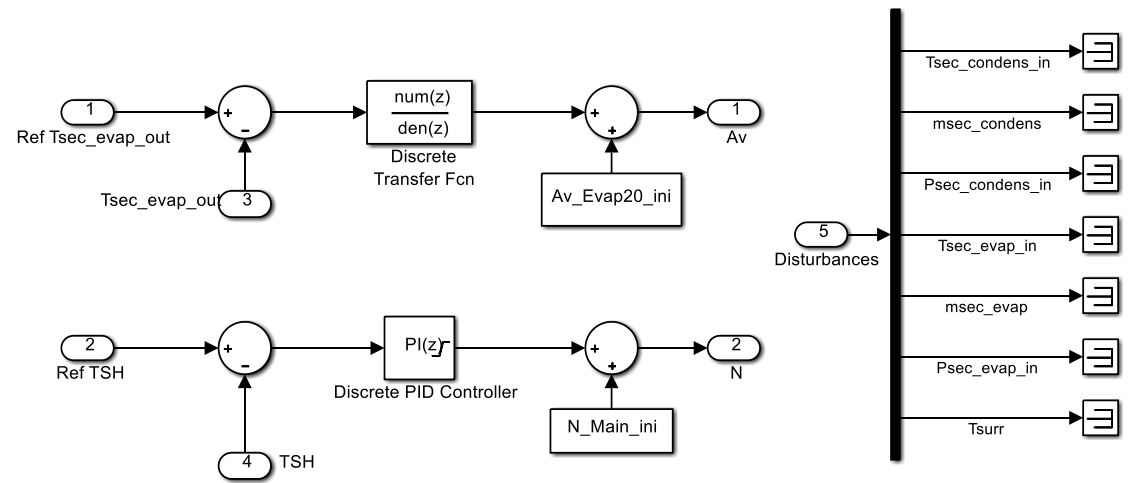 1
Ref Tsec_evap_out
+
−
3
Tsec_evap_out
num(z)
den(z)
Discrete
Transfer Fcn
+
+
Av_Evap20_ini
1
Av
2
Ref TSH
+
−
4
TSH
PI(z)
Discrete PID Controller
+
+
N_Main_ini
2
N
5
Disturbances
Tsec_condens_in
msec_condens
Psec_condens_in
Tsec_evap_in
msec_evap
Psec_evap_in
Tsurr